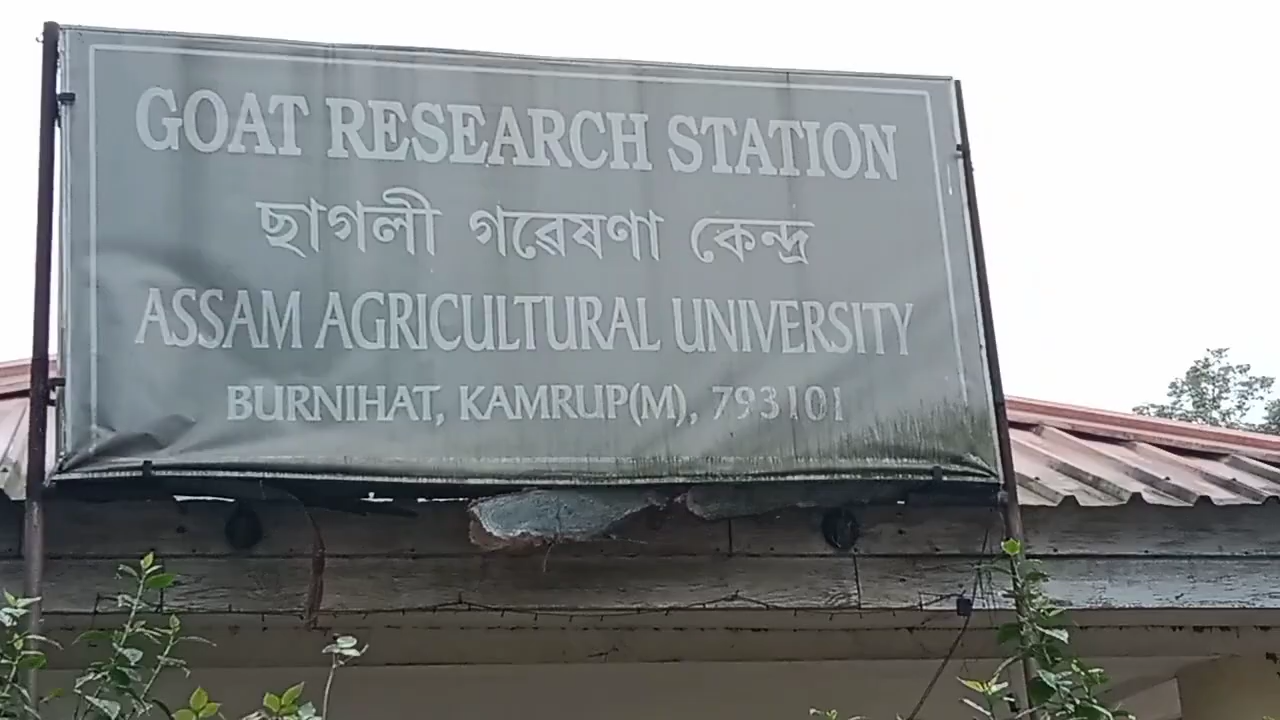 GOAT RESEARCH STATION
ছাগলী গৱেষণা কেন্দ্ৰ
ASSAM AGRICULTURAL UNIVERSITY
BURNIHAT, KAMRUP(M), 793101